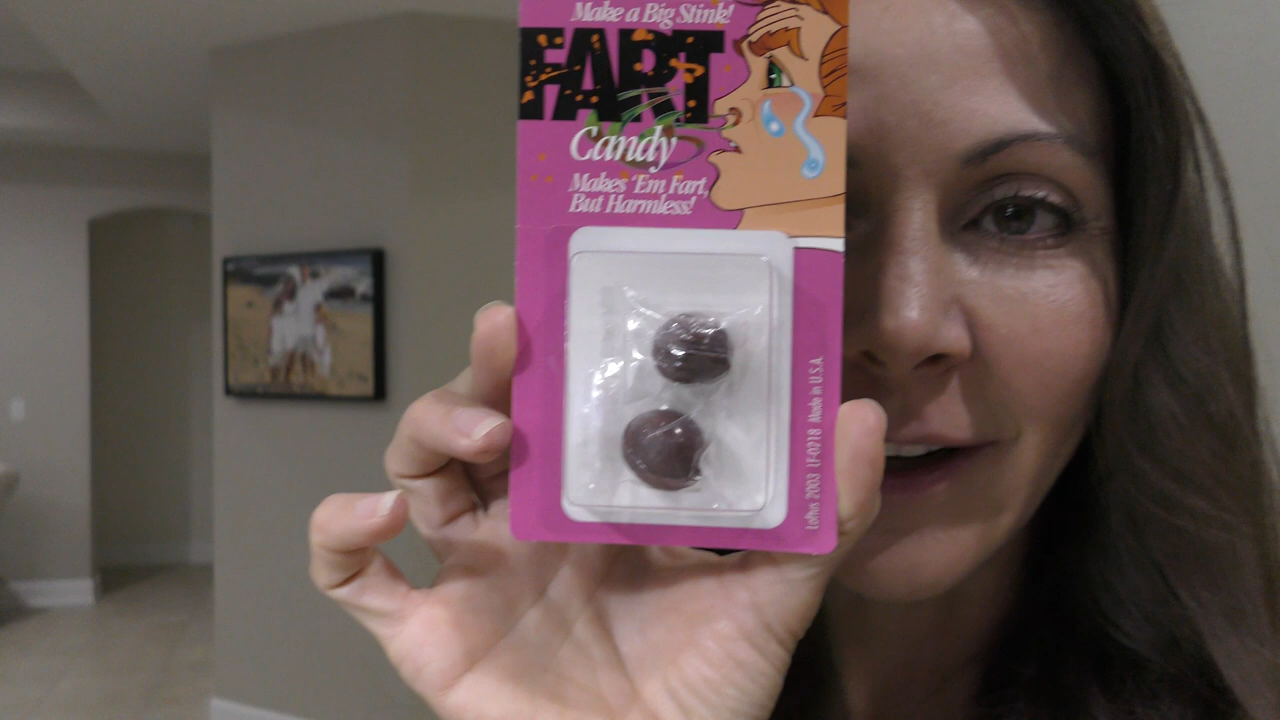 Make a Big Stink!
FART
Candy
Makes 'Em Fart,
But Harmless!
Loftus 2003 LF-0218 Made in U.S.A.